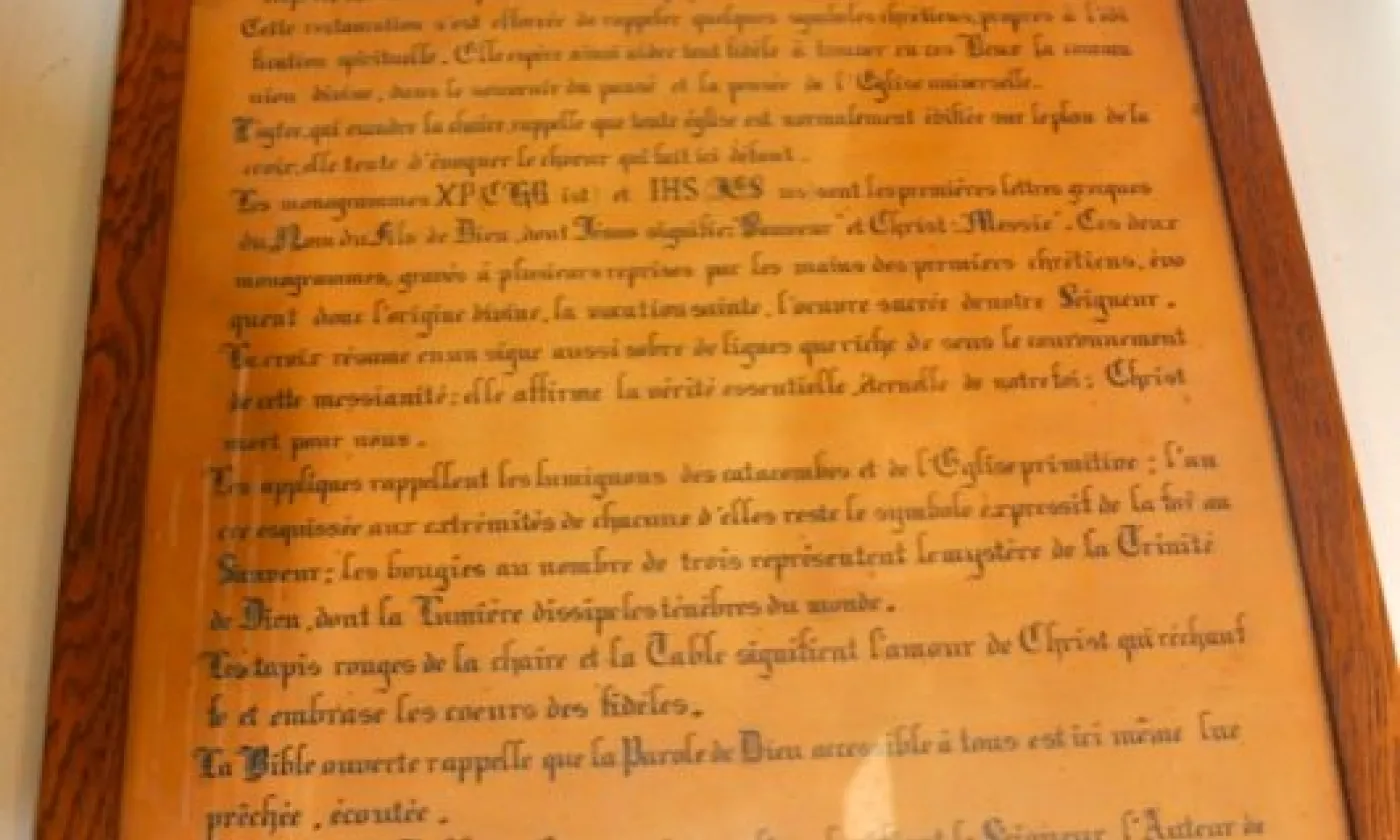 Cette restauration s'est efforcée de rappeler quelques symboles chrétiens, propres à l'édi
fication spirituelle. Elle espère ainsi aider tout fidèle à trouver en ces lieux la commu
nion divine, dans le souvenir du passé et la pensée de l'Eglise universelle.
qui encadre la chaire, rappelle que toute église est normalement édifiée sur le plan de la
croix, elle tente d'évoquer le choeur qui fait ici défaut.
Les monogrammes XP et IHS sont les premières lettres grecques
du Nom du Fils de Dieu, dont Jésus signifie: "Sauveur" et Christ: "Messie". Ces deux
monogrammes, gravés à plusieurs reprises par les mains des premiers chrétiens, évo
quent donc l'origine divine, la vocation sainte, l'oeuvre sacrée de notre Seigneur.
La croix résume en un signe aussi sobre de lignes que riche de sens le couronnement
de cette messianité: elle affirme la vérité essentielle, éternelle de notre foi: Christ
mort pour nous.
Les appliques rappellent les lumignons des catacombes et de l'Eglise primitive; l'an
cre esquissée aux extrémités de chacune d'elles reste le symbole expressif de la foi au
Sauveur; les bougies au nombre de trois représentent le mystère de la Trinité
de Dieu, dont la Lumière dissipe les ténèbres du monde.
Les tapis rouges de la chaire et la Table signifient l'amour de Christ qui réchauf
fe et embrase les coeurs des fidèles.
La Bible ouverte rappelle que la Parole de Dieu accessible à tous est ici même lue
prêchée, écoutée.
le Seigneur, l'Auteur de